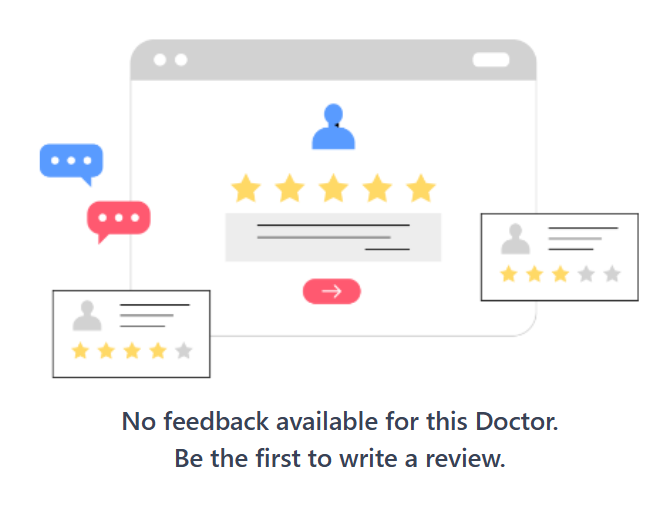 No feedback available for this Doctor.
Be the first to write a review.